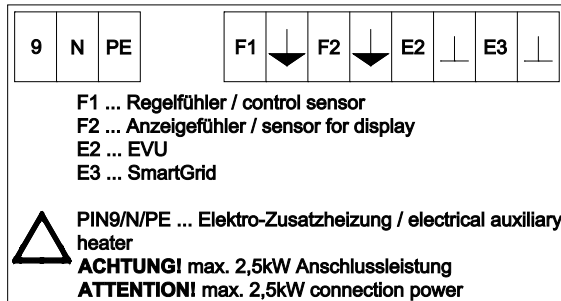 9 N PE F1 F2 E2 E3
F1 ... Regelfühler / control sensor
F2 ... Anzeigefühler / sensor for display
E2 ... EVU
E3 ... SmartGrid
PIN9/N/PE ... Elektro-Zusatzheizung / electrical auxiliary
heater
ACHTUNG! max. 2,5kW Anschlussleistung
ATTENTION! max. 2,5kW connection power